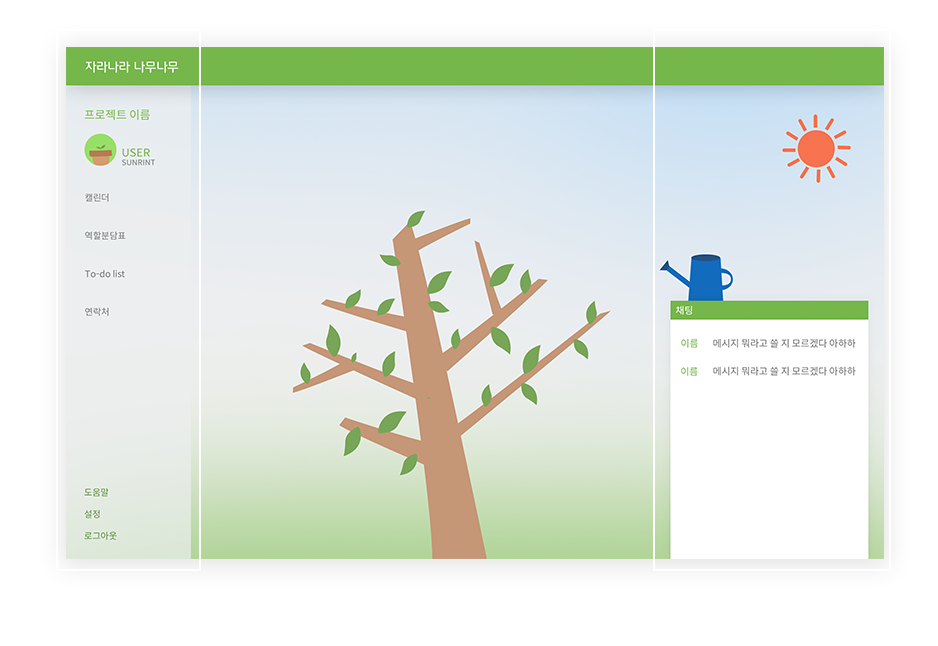 자라나라 나무나무
프로젝트 이름
USER
SUNRINT
캘린더
역할분담표
To-do list
연락처
도움말
설정
로그아웃
채팅
이름 메시지 뭐라고 쓸 지 모르겠다 아하하
이름 메시지 뭐라고 쓸 지 모르겠다 아하하